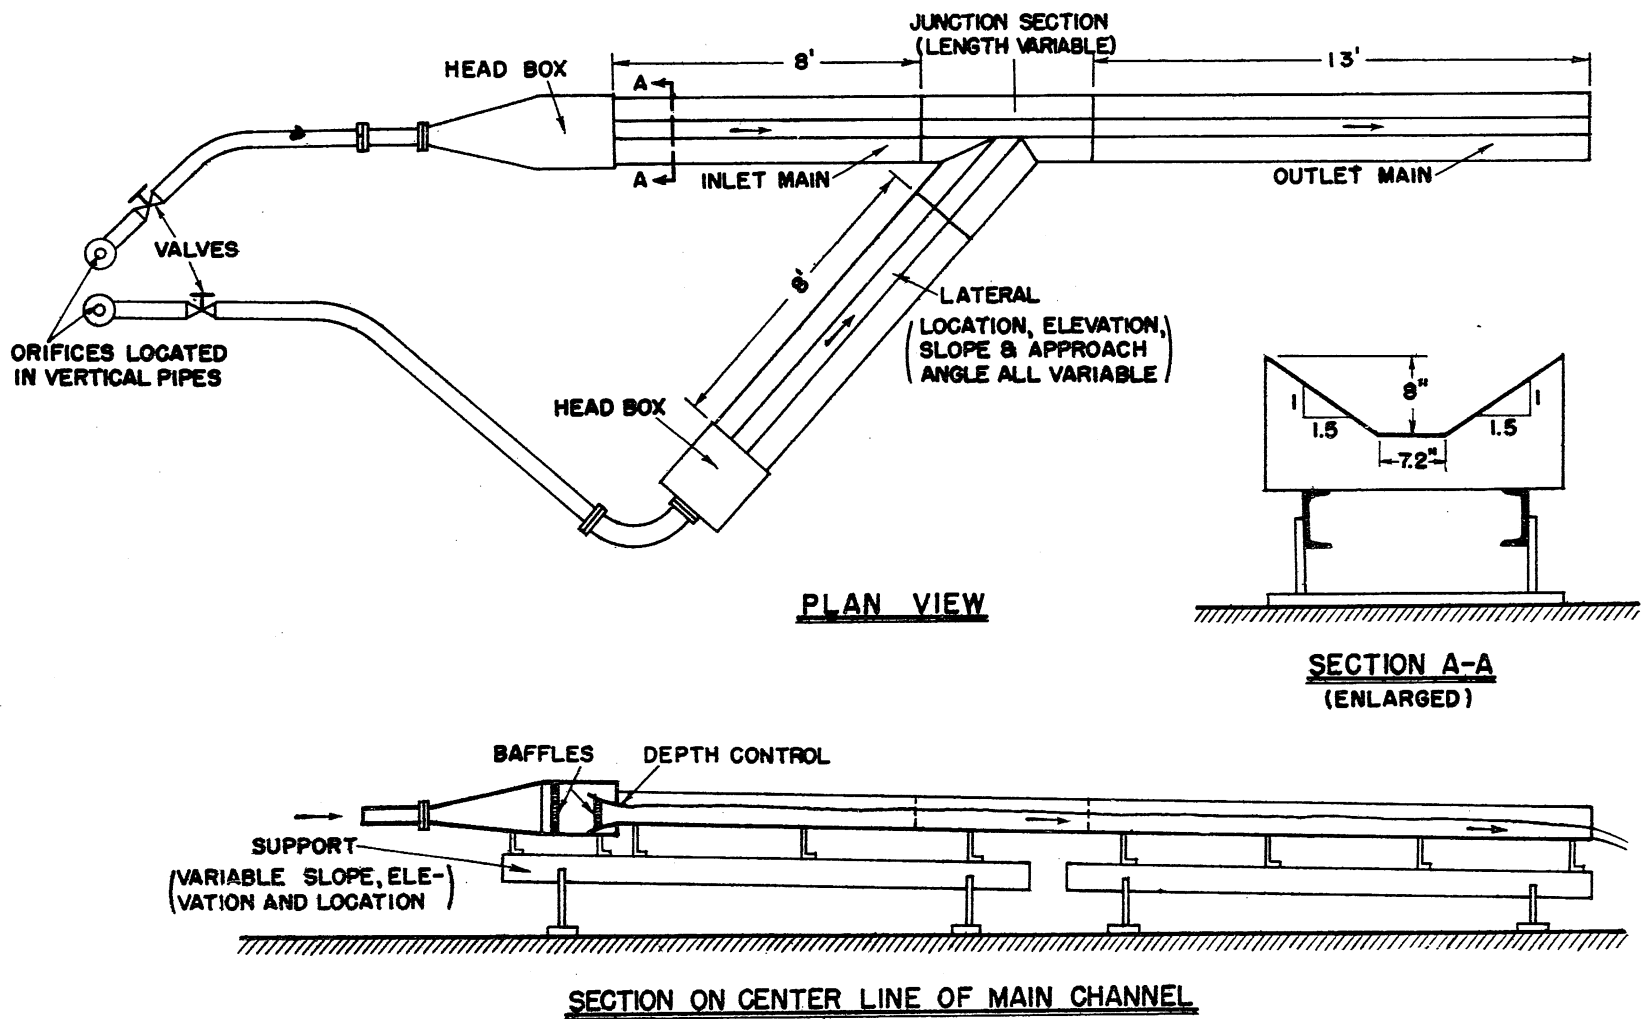 JUNCTION SECTION
(LENGTH VARIABLE)
HEAD BOX
8'
13'
A
A
INLET MAIN
OUTLET MAIN
VALVES
8'
LATERAL
(LOCATION, ELEVATION,
SLOPE & APPROACH
ANGLE ALL VARIABLE)
ORIFICES LOCATED
IN VERTICAL PIPES
HEAD BOX
8"
1
1.5
1
1.5
7.2"
PLAN VIEW
SECTION A-A
(ENLARGED)
BAFFLES
DEPTH CONTROL
SUPPORT
(VARIABLE SLOPE, ELE-
VATION AND LOCATION)
SECTION ON CENTER LINE OF MAIN CHANNEL